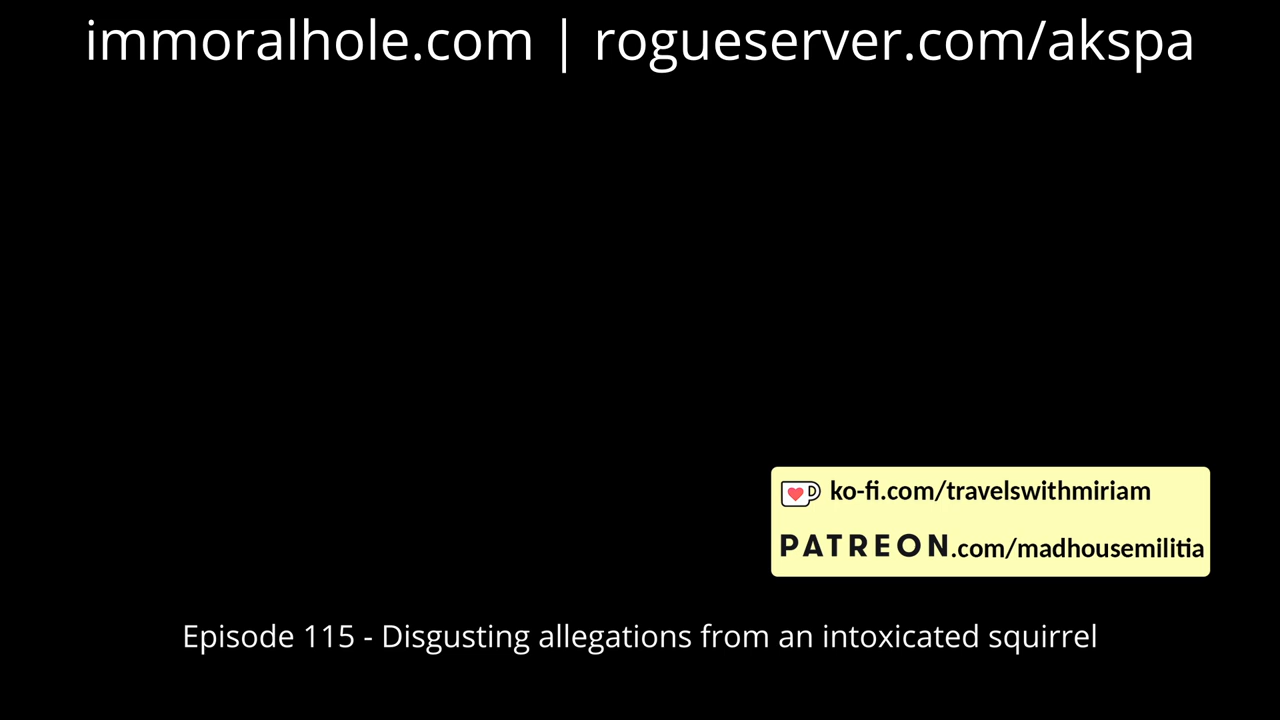 immoralhole.com | rogueserver.com/akspa
ko-fi.com/travelswithmiriam
PATREON.com/madhousemilitia
Episode 115 - Disgusting allegations from an intoxicated squirrel